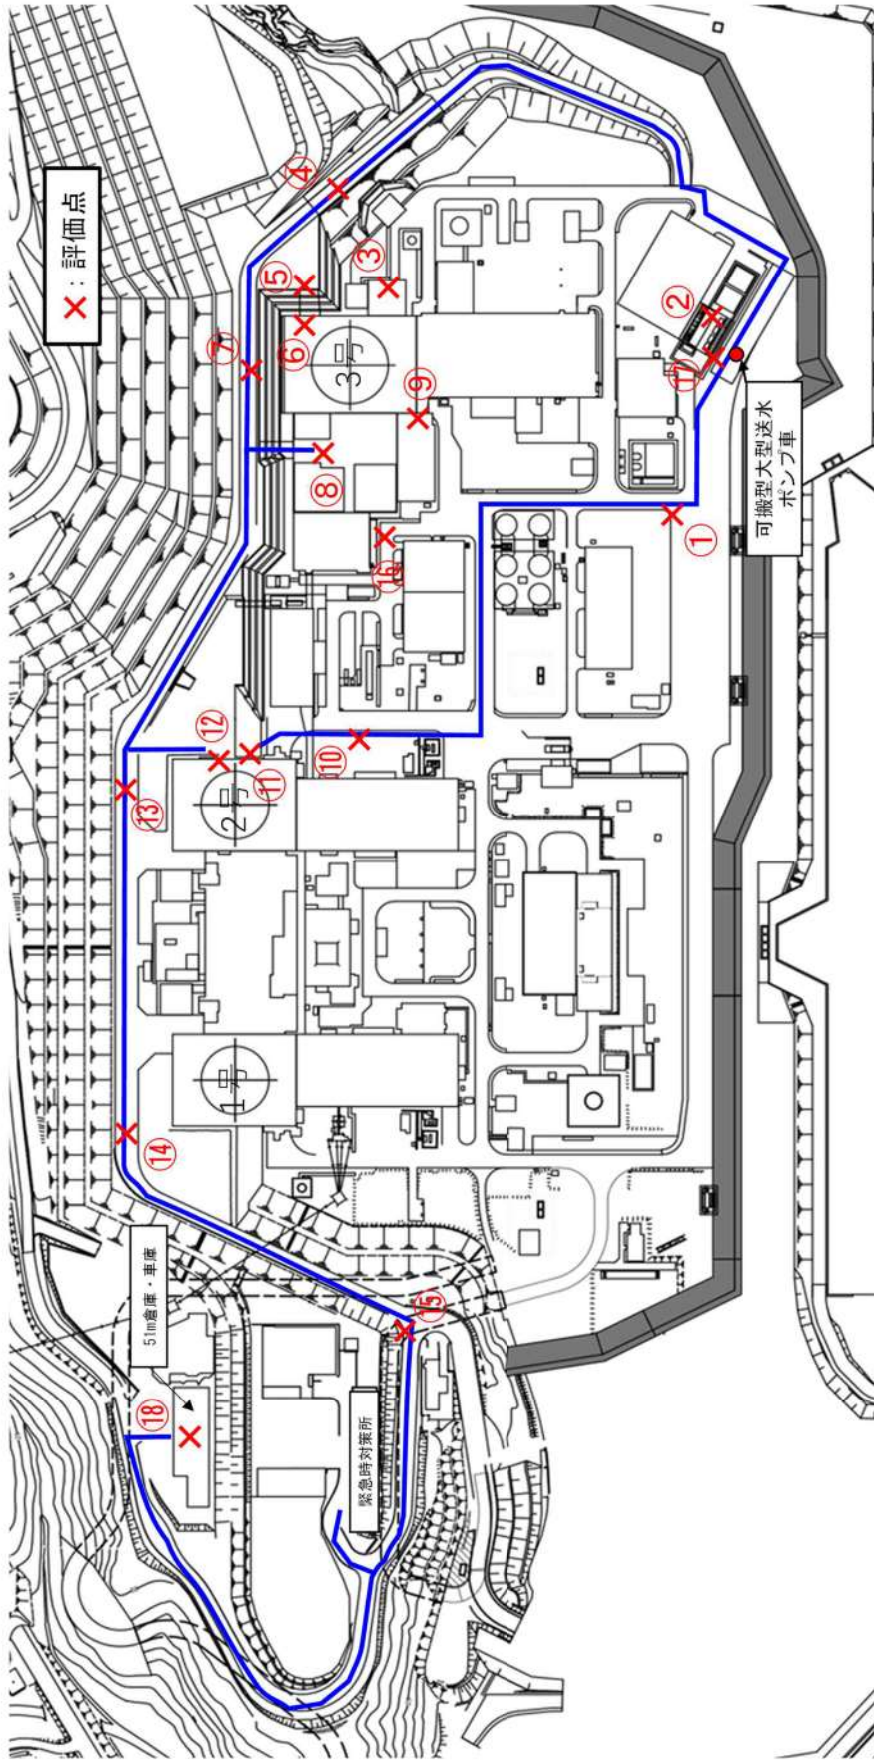 ×:評価点
④
③
⑤
⑥
3号
⑦
⑨
⑧
②
⑰
可搬型大型送水
ポンプ車
①
⑯
⑫
⑪
⑩
2号
⑬
1号
⑭
51m倉庫・車庫
⑮
⑱
緊急時対策所